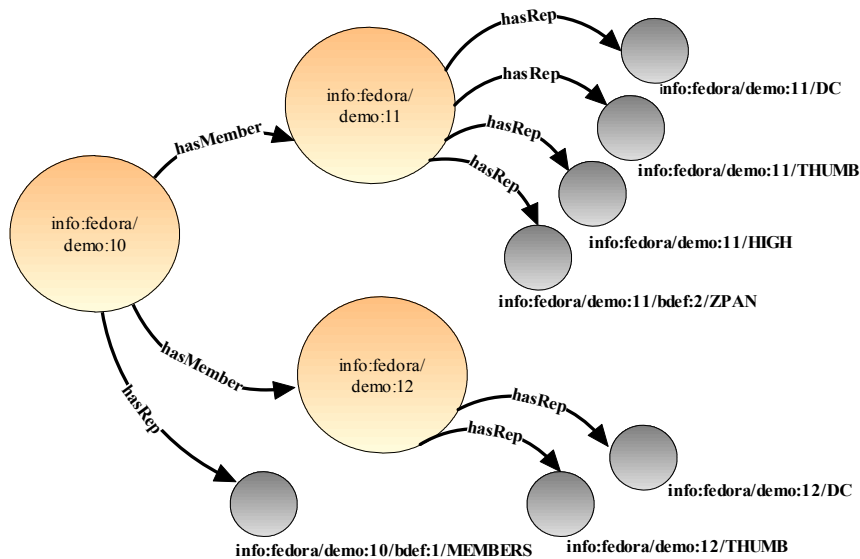 hasRep
info:fedora/demo:11/DC
hasRep
info:fedora/demo:11/THUMB
hasRep
info:fedora/demo:11/HIGH
hasRep
info:fedora/demo:11/bdef:2/ZPAN
info:fedora/
demo:11
hasMember
info:fedora/
demo:10
hasMember
info:fedora/
demo:12
hasRep
hasRep
info:fedora/demo:12/DC
hasRep
info:fedora/demo:12/THUMB
info:fedora/demo:10/bdef:1/MEMBERS